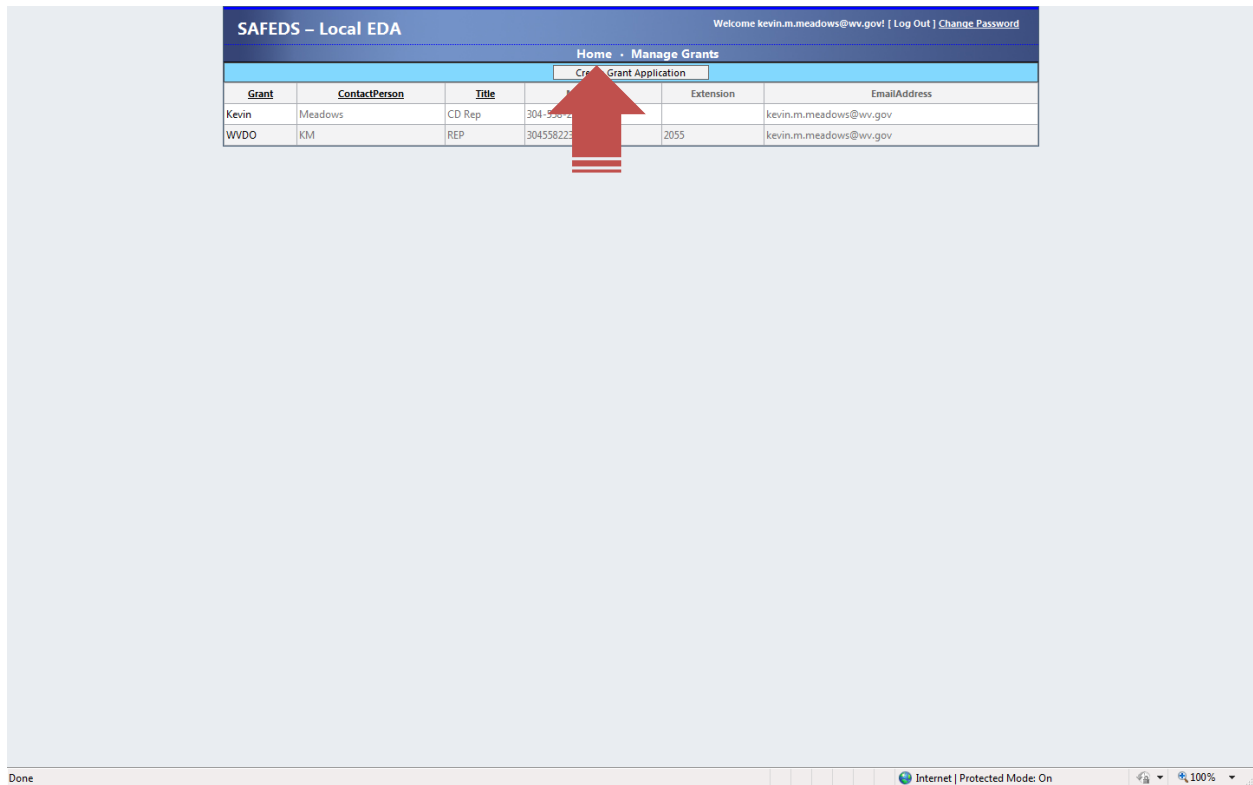 SAFEDS – Local EDA
Welcome kevin.m.meadows@wv.gov! [ Log Out ] Change Password
Home · Manage Grants
Grant Application
Grant ContactPerson Title Extension EmailAddress
Kevin Meadows CD Rep kevin.m.meadows@wv.gov
WVDO KM REP 2055 kevin.m.meadows@wv.gov
Done Internet | Protected Mode: On 100%